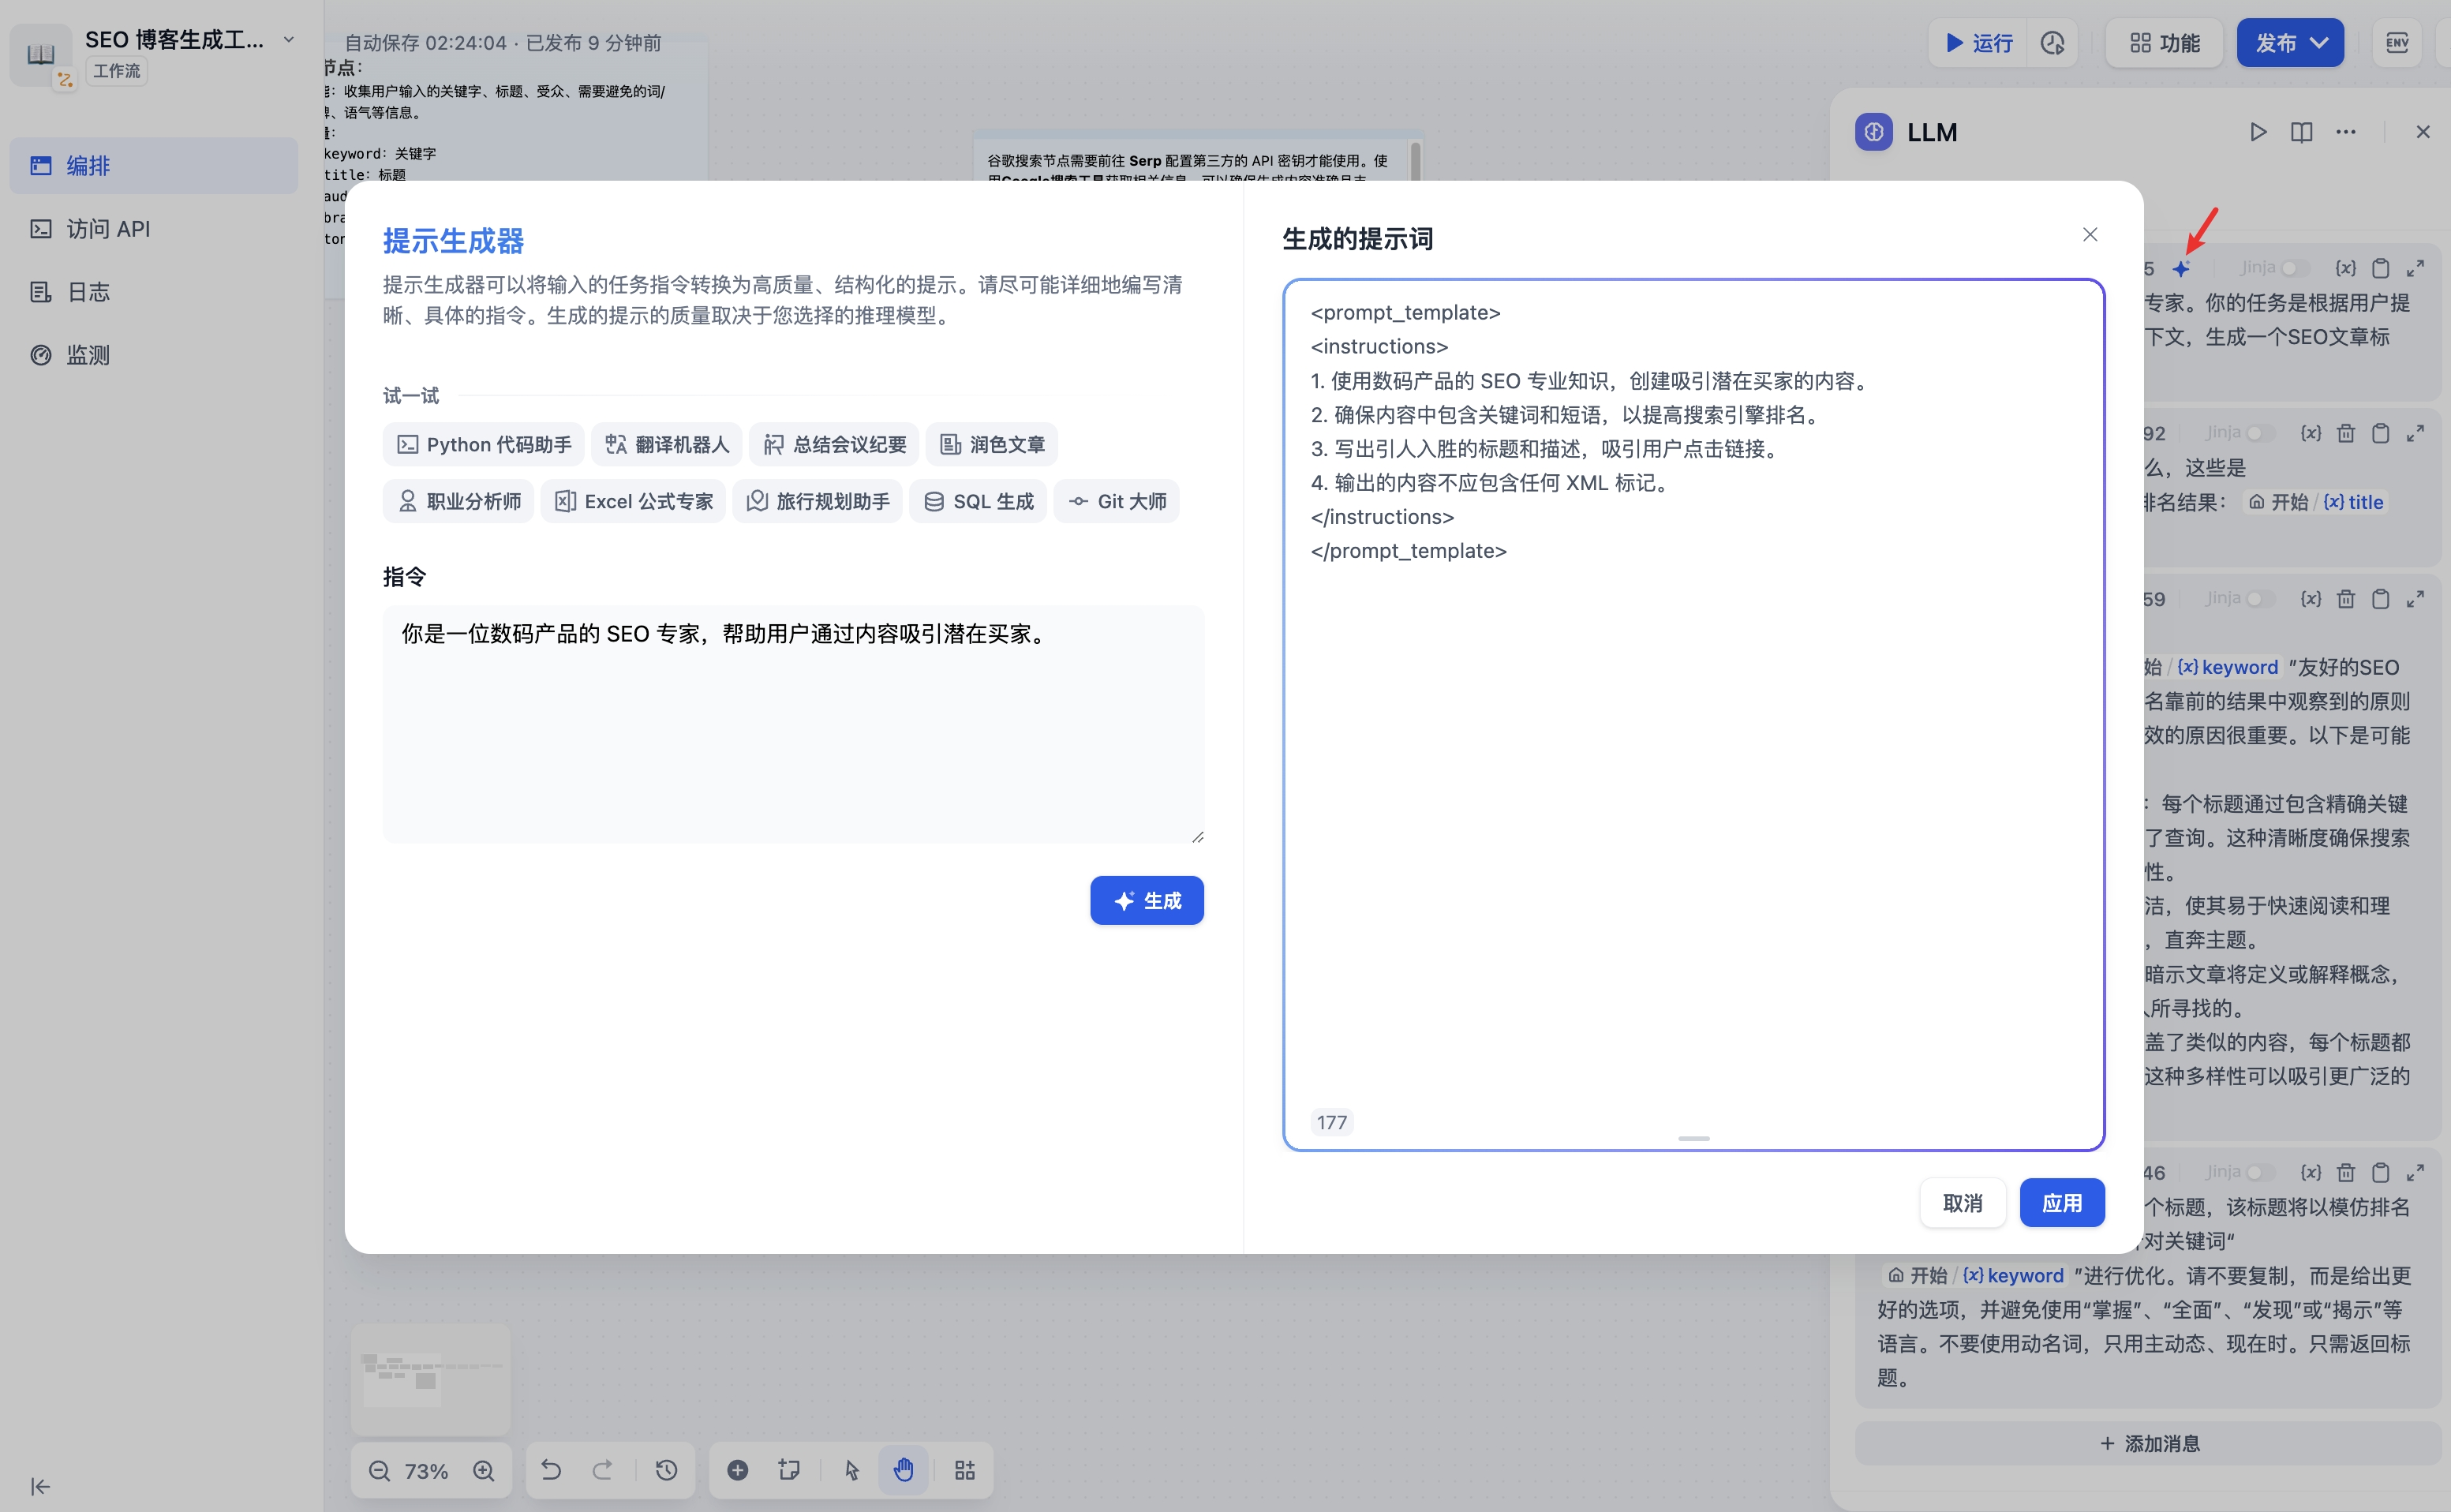 SEO 博客生成工...
工作流
编排
访问 API
日志
监测
自动保存 02:24:04 · 已发布 9 分钟前
节点：
收集用户输入的关键字、标题、受众、需要避免的词/
、语气等信息。
keyword：关键字
title：标题
谷歌搜索节点需要前往 Serp 配置第三方的 API 密钥才能使用。使
运行
功能
发布
ENV
LLM
提示生成器
提示生成器可以将输入的任务指令转换为高质量、结构化的提示。请尽可能详细地编写清
晰、具体的指令。生成的提示的质量取决于您选择的推理模型。
试一试
Python 代码助手
翻译机器人
总结会议纪要
润色文章
职业分析师
Excel 公式专家
旅行规划助手
SQL 生成
Git 大师
指令
你是一位数码产品的 SEO 专家，帮助用户通过内容吸引潜在买家。
生成
生成的提示词
<prompt_template>
<instructions>
1. 使用数码产品的 SEO 专业知识，创建吸引潜在买家的内容。
2. 确保内容中包含关键词和短语，以提高搜索引擎排名。
3. 写出引人入胜的标题和描述，吸引用户点击链接。
4. 输出的内容不应包含任何 XML 标记。
</instructions>
</prompt_template>
177
取消
应用
5 Jinja {x}
专家。你的任务是根据用户提
下文，生成一个SEO文章标
92 Jinja {x}
么，这些是
排名结果： 开始 / {x} title
59 Jinja {x}
始 / {x} keyword ”友好的SEO
名靠前的结果中观察到的原则
效的原因很重要。以下是可能
：每个标题通过包含精确关键
了查询。这种清晰度确保搜索
性。
洁，使其易于快速阅读和理
，直奔主题。
暗示文章将定义或解释概念，
所寻找的。
盖了类似的内容，每个标题都
这种多样性可以吸引更广泛的
46 Jinja {x}
个标题，该标题将以模仿排名
对关键词“
开始 / {x} keyword ”进行优化。请不要复制，而是给出更
好的选项，并避免使用“掌握”、“全面”、“发现”或“揭示”等
语言。不要使用动名词，只用主动态、现在时。只需返回标
题。
添加消息
73%